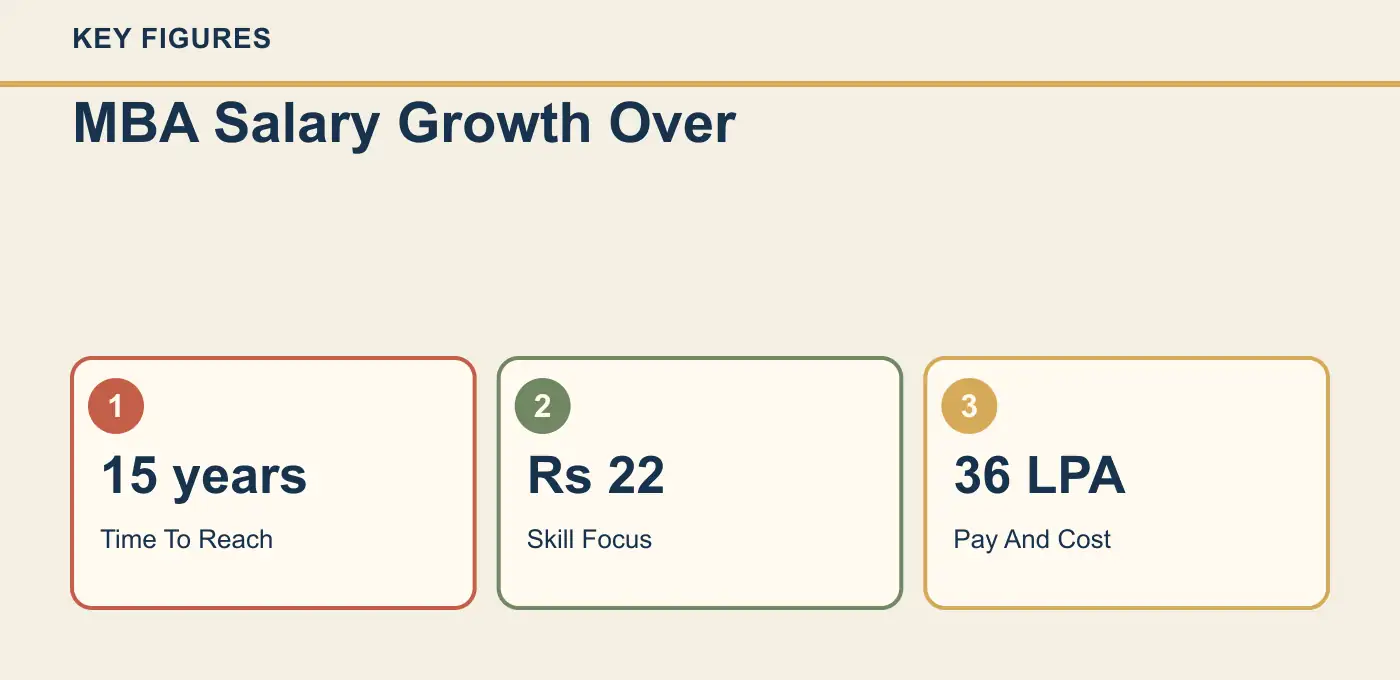 KEY FIGURES
MBA Salary Growth Over
1
15 years
Time To Reach
2
Rs 22
Skill Focus
3
36 LPA
Pay And Cost